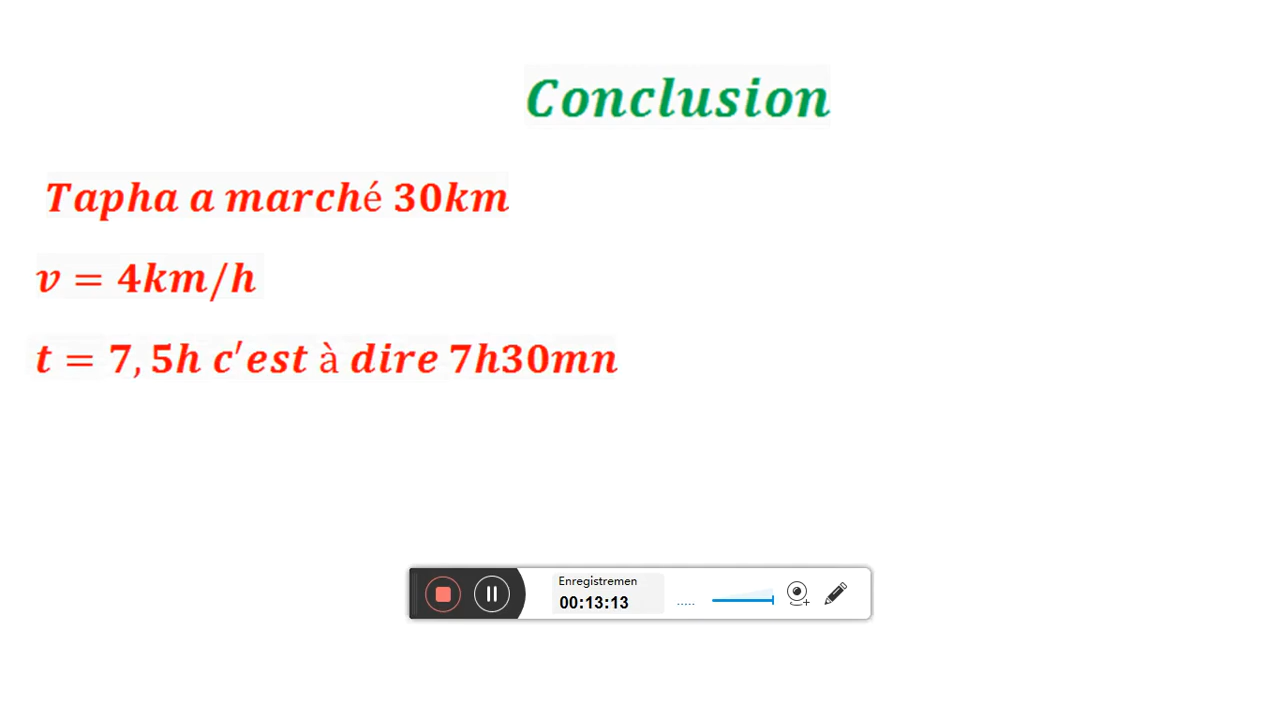 Conclusion
Tapha a marché 30km
v = 4km/h
t = 7,5h c'est à dire 7h30mn
Enregistremen
00:13:13